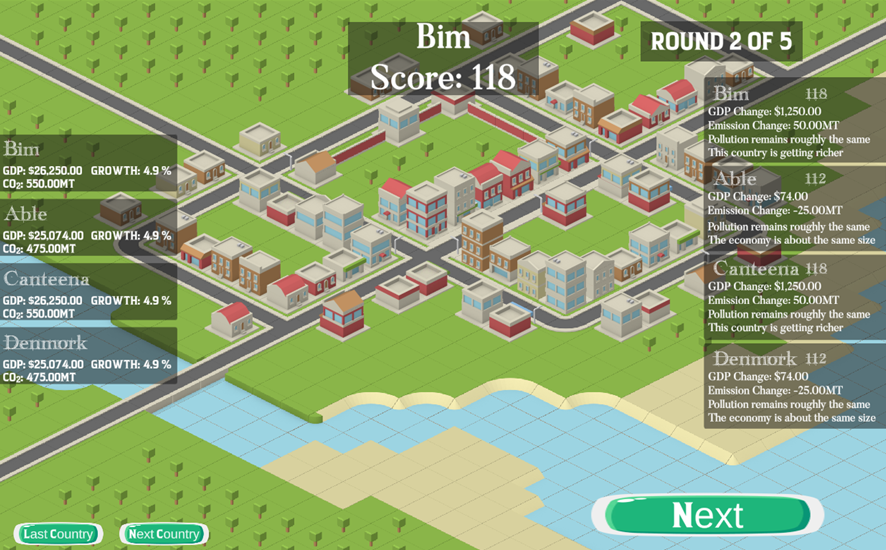 Bim
Score: 118
ROUND 2 OF 5
Bim
GDP: $26,250.00 GROWTH: 4.9 %
CO₂: 550.00MT
Able
GDP: $25,074.00 GROWTH: 4.9 %
CO₂: 475.00MT
Canteena
GDP: $26,250.00 GROWTH: 4.9 %
CO₂: 550.00MT
Denmork
GDP: $25,074.00 GROWTH: 4.9 %
CO₂: 475.00MT
Bim 118
GDP Change: $1,250.00
Emission Change: 50.00MT
Pollution remains roughly the same
This country is getting richer
Able 112
GDP Change: $74.00
Emission Change: -25.00MT
Pollution remains roughly the same
The economy is about the same size
Canteena 118
GDP Change: $1,250.00
Emission Change: 50.00MT
Pollution remains roughly the same
This country is getting richer
Denmork 112
GDP Change: $74.00
Emission Change: -25.00MT
Pollution remains roughly the same
The economy is about the same size
Last Country
Next Country
Next